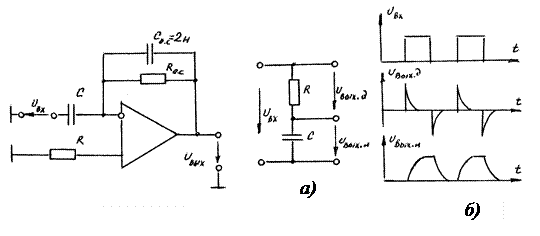 Cо.с=2н
Rо.с
C
Uвх
R
Uвых
Uвх
R
C
Uвых.д
Uвых.и
а)
Uвх
t
Uвых.д
t
Uвых.и
t
б)